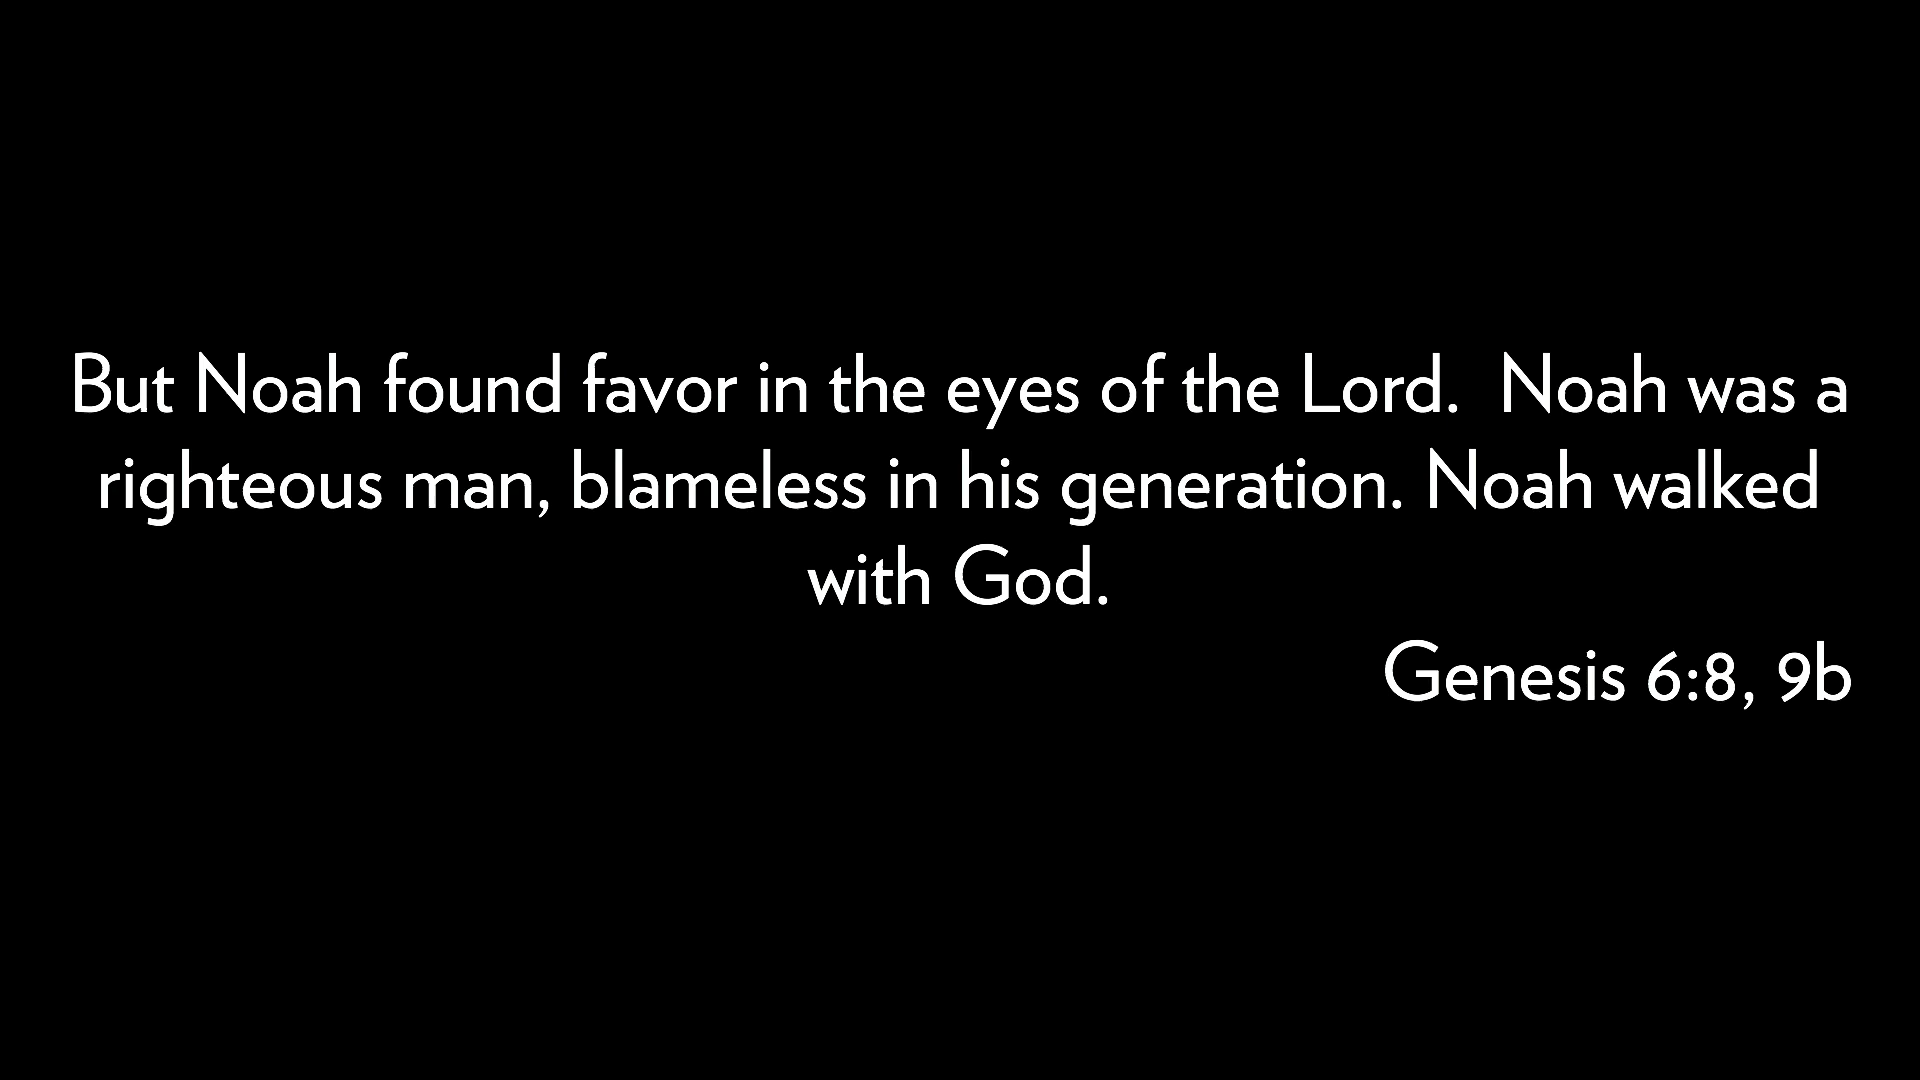 But Noah found favor in the eyes of the Lord.  Noah was a
righteous man, blameless in his generation. Noah walked
with God.
Genesis 6:8, 9b